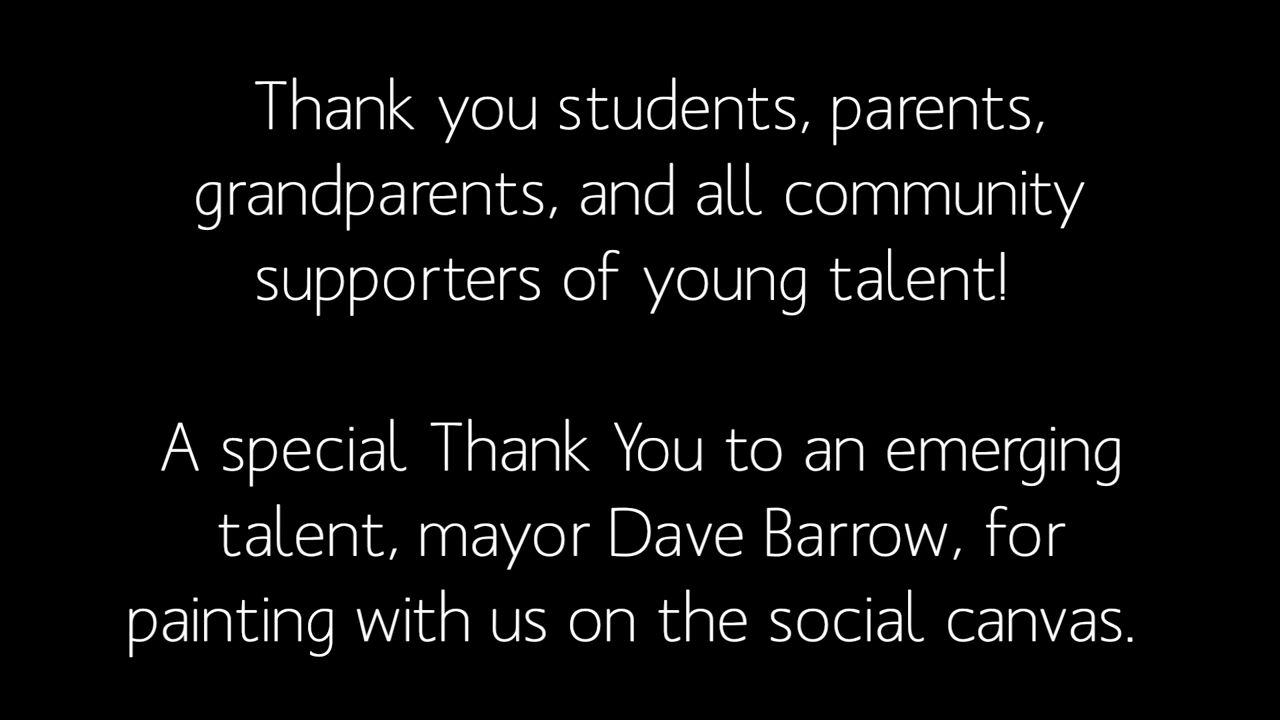 Thank you students, parents,
grandparents, and all community
supporters of young talent!
A special Thank You to an emerging
talent, mayor Dave Barrow, for
painting with us on the social canvas.